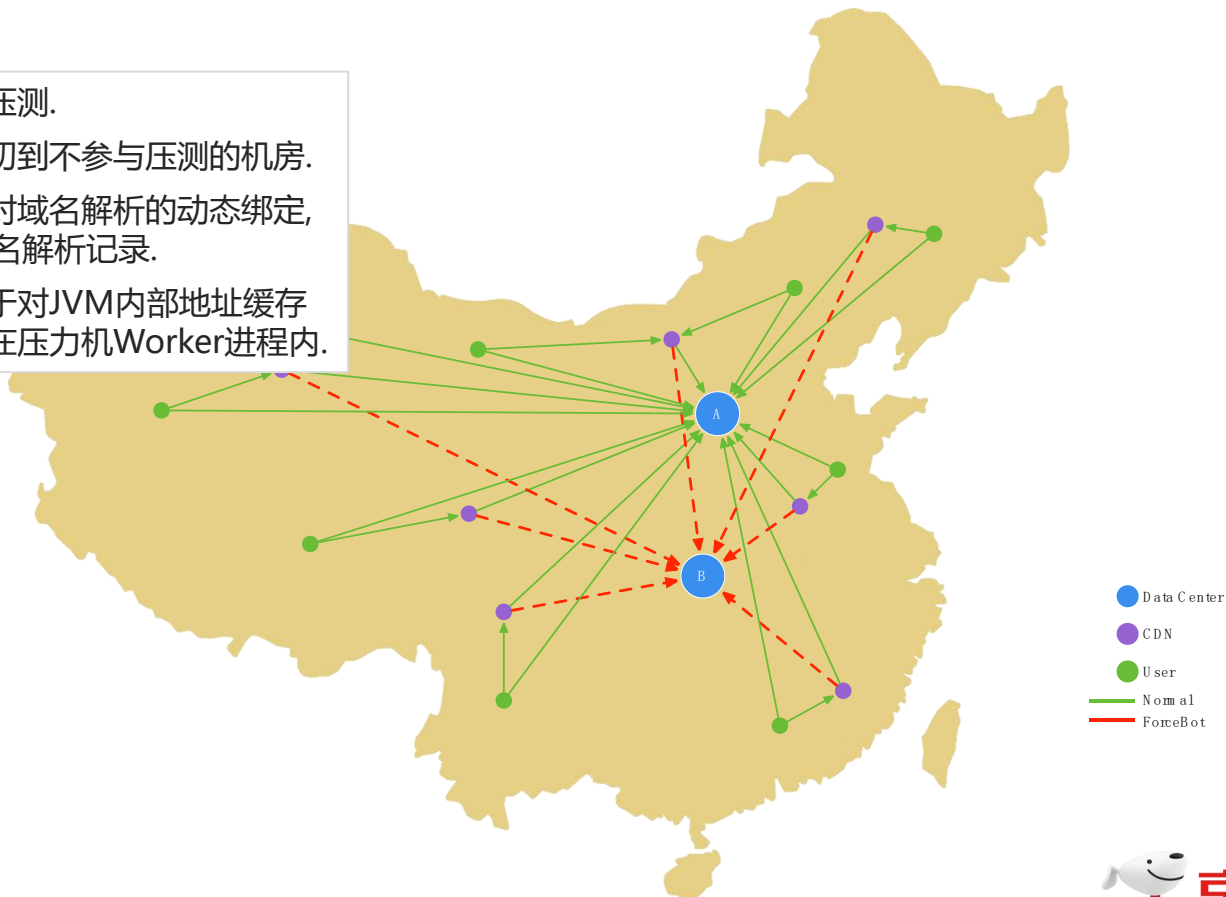 压测.
切到不参与压测的机房.
对域名解析的动态绑定,
名解析记录.
于对JVM内部地址缓存
在压力机Worker进程内.
A
B
Data Center
CDN
User
Normal
ForceBot